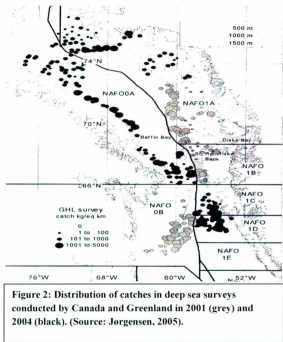 500 m
1000 m
1500 m
74°N
NAFO0A
NAFO1A
70°N
Baffin Bay
Disko Bay
Bank
NAFO
1B
66°N
GHL survey
catch kg/sq km
0
1 to 100
101 to 1000
1001 to 5000
NAFO
0B
NAFO
1C
NAFO
1D
NAFO
1E
76°W
68°W
60°W
52°W
Figure 2: Distribution of catches in deep sea surveys
conducted by Canada and Greenland in 2001 (grey) and
2004 (black). (Source: Jørgensen, 2005).